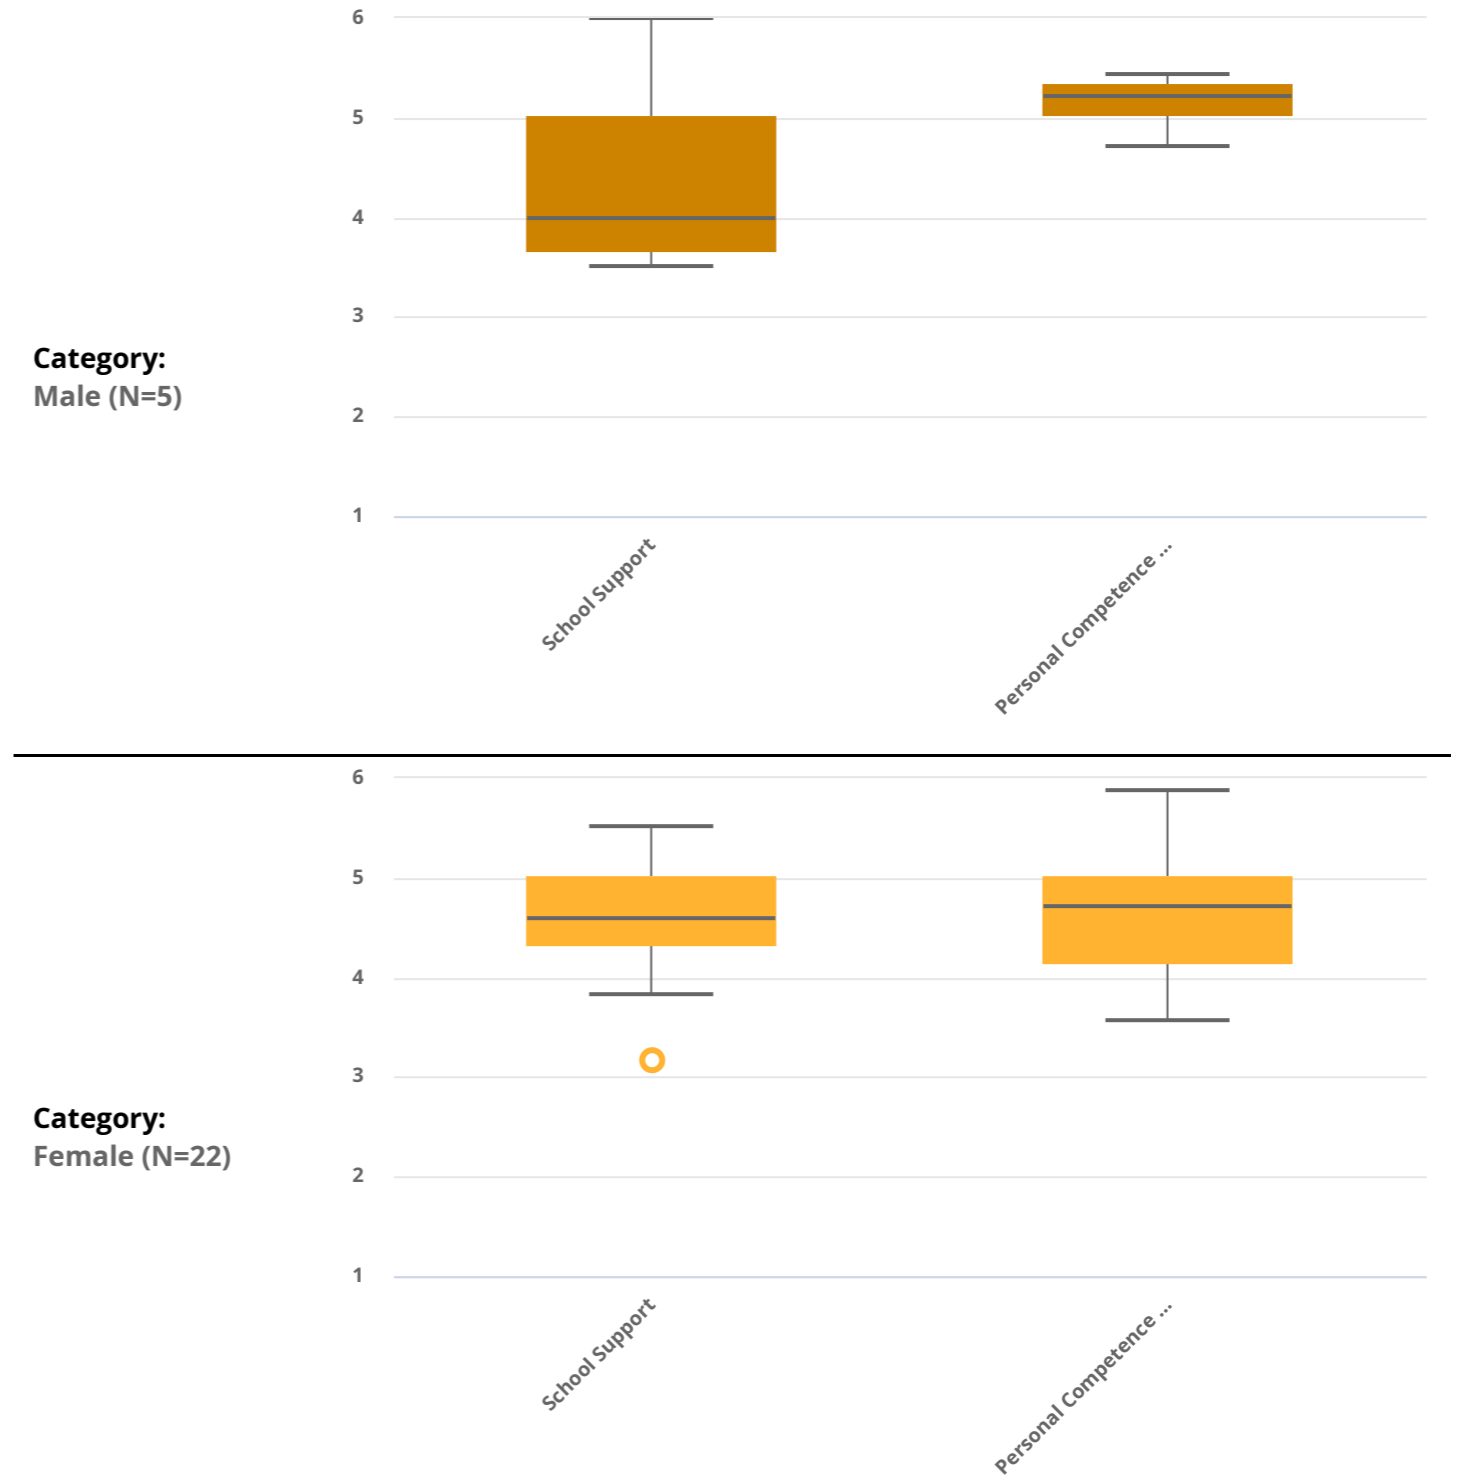 6
5
4
3
2
1
Category:
Male (N=5)
School Support
Personal Competence ...
6
5
4
3
2
1
Category:
Female (N=22)
School Support
Personal Competence ...